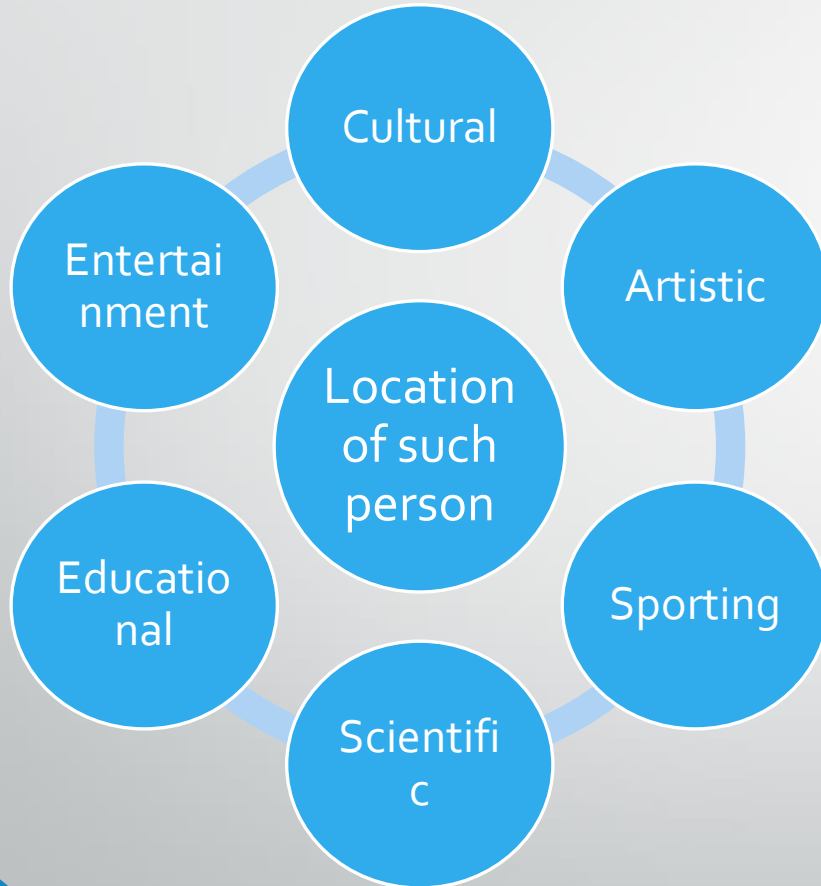 Cultural
Artistic
Sporting
Scientifi
c
Educatio
nal
Entertai
nment
Location
of such
person